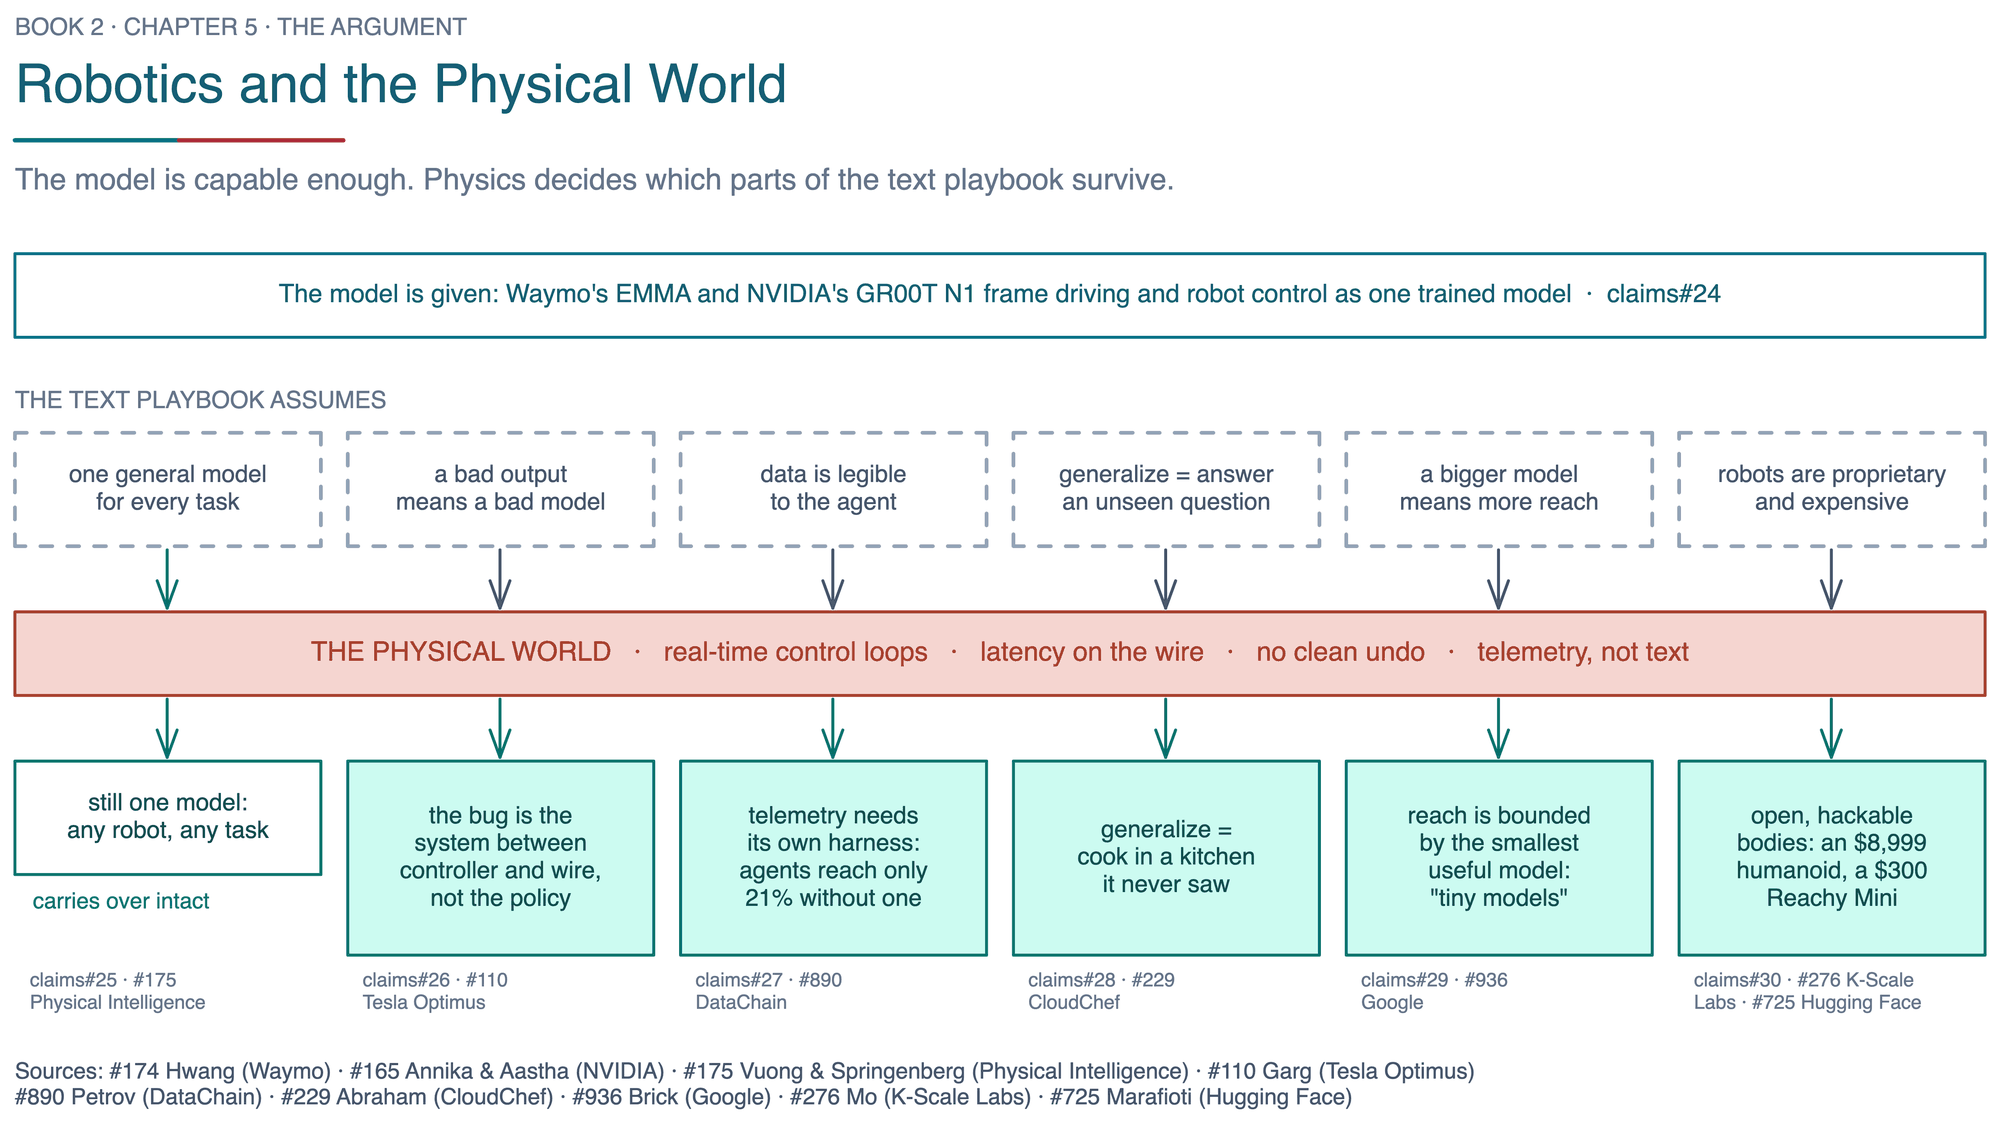 BOOK 2 · CHAPTER 5 · THE ARGUMENT
Robotics and the Physical World
The model is capable enough. Physics decides which parts of the text playbook survive.
The model is given: Waymo's EMMA and NVIDIA's GR00T N1 frame driving and robot control as one trained model · claims#24
THE TEXT PLAYBOOK ASSUMES
one general model
for every task
a bad output
means a bad model
data is legible
to the agent
generalize = answer
an unseen question
a bigger model
means more reach
robots are proprietary
and expensive
THE PHYSICAL WORLD · real-time control loops · latency on the wire · no clean undo · telemetry, not text
still one model:
any robot, any task
carries over intact
claims#25 · #175
Physical Intelligence
the bug is the
system between
controller and wire,
not the policy
claims#26 · #110
Tesla Optimus
telemetry needs
its own harness:
agents reach only
21% without one
claims#27 · #890
DataChain
generalize =
cook in a kitchen
it never saw
claims#28 · #229
CloudChef
reach is bounded
by the smallest
useful model:
"tiny models"
claims#29 · #936
Google
open, hackable
bodies: an $8,999
humanoid, a $300
Reachy Mini
claims#30 · #276 K-Scale
Labs · #725 Hugging Face
Sources: #174 Hwang (Waymo) · #165 Annika & Aastha (NVIDIA) · #175 Vuong & Springenberg (Physical Intelligence) · #110 Garg (Tesla Optimus)
#890 Petrov (DataChain) · #229 Abraham (CloudChef) · #936 Brick (Google) · #276 Mo (K-Scale Labs) · #725 Marafioti (Hugging Face)